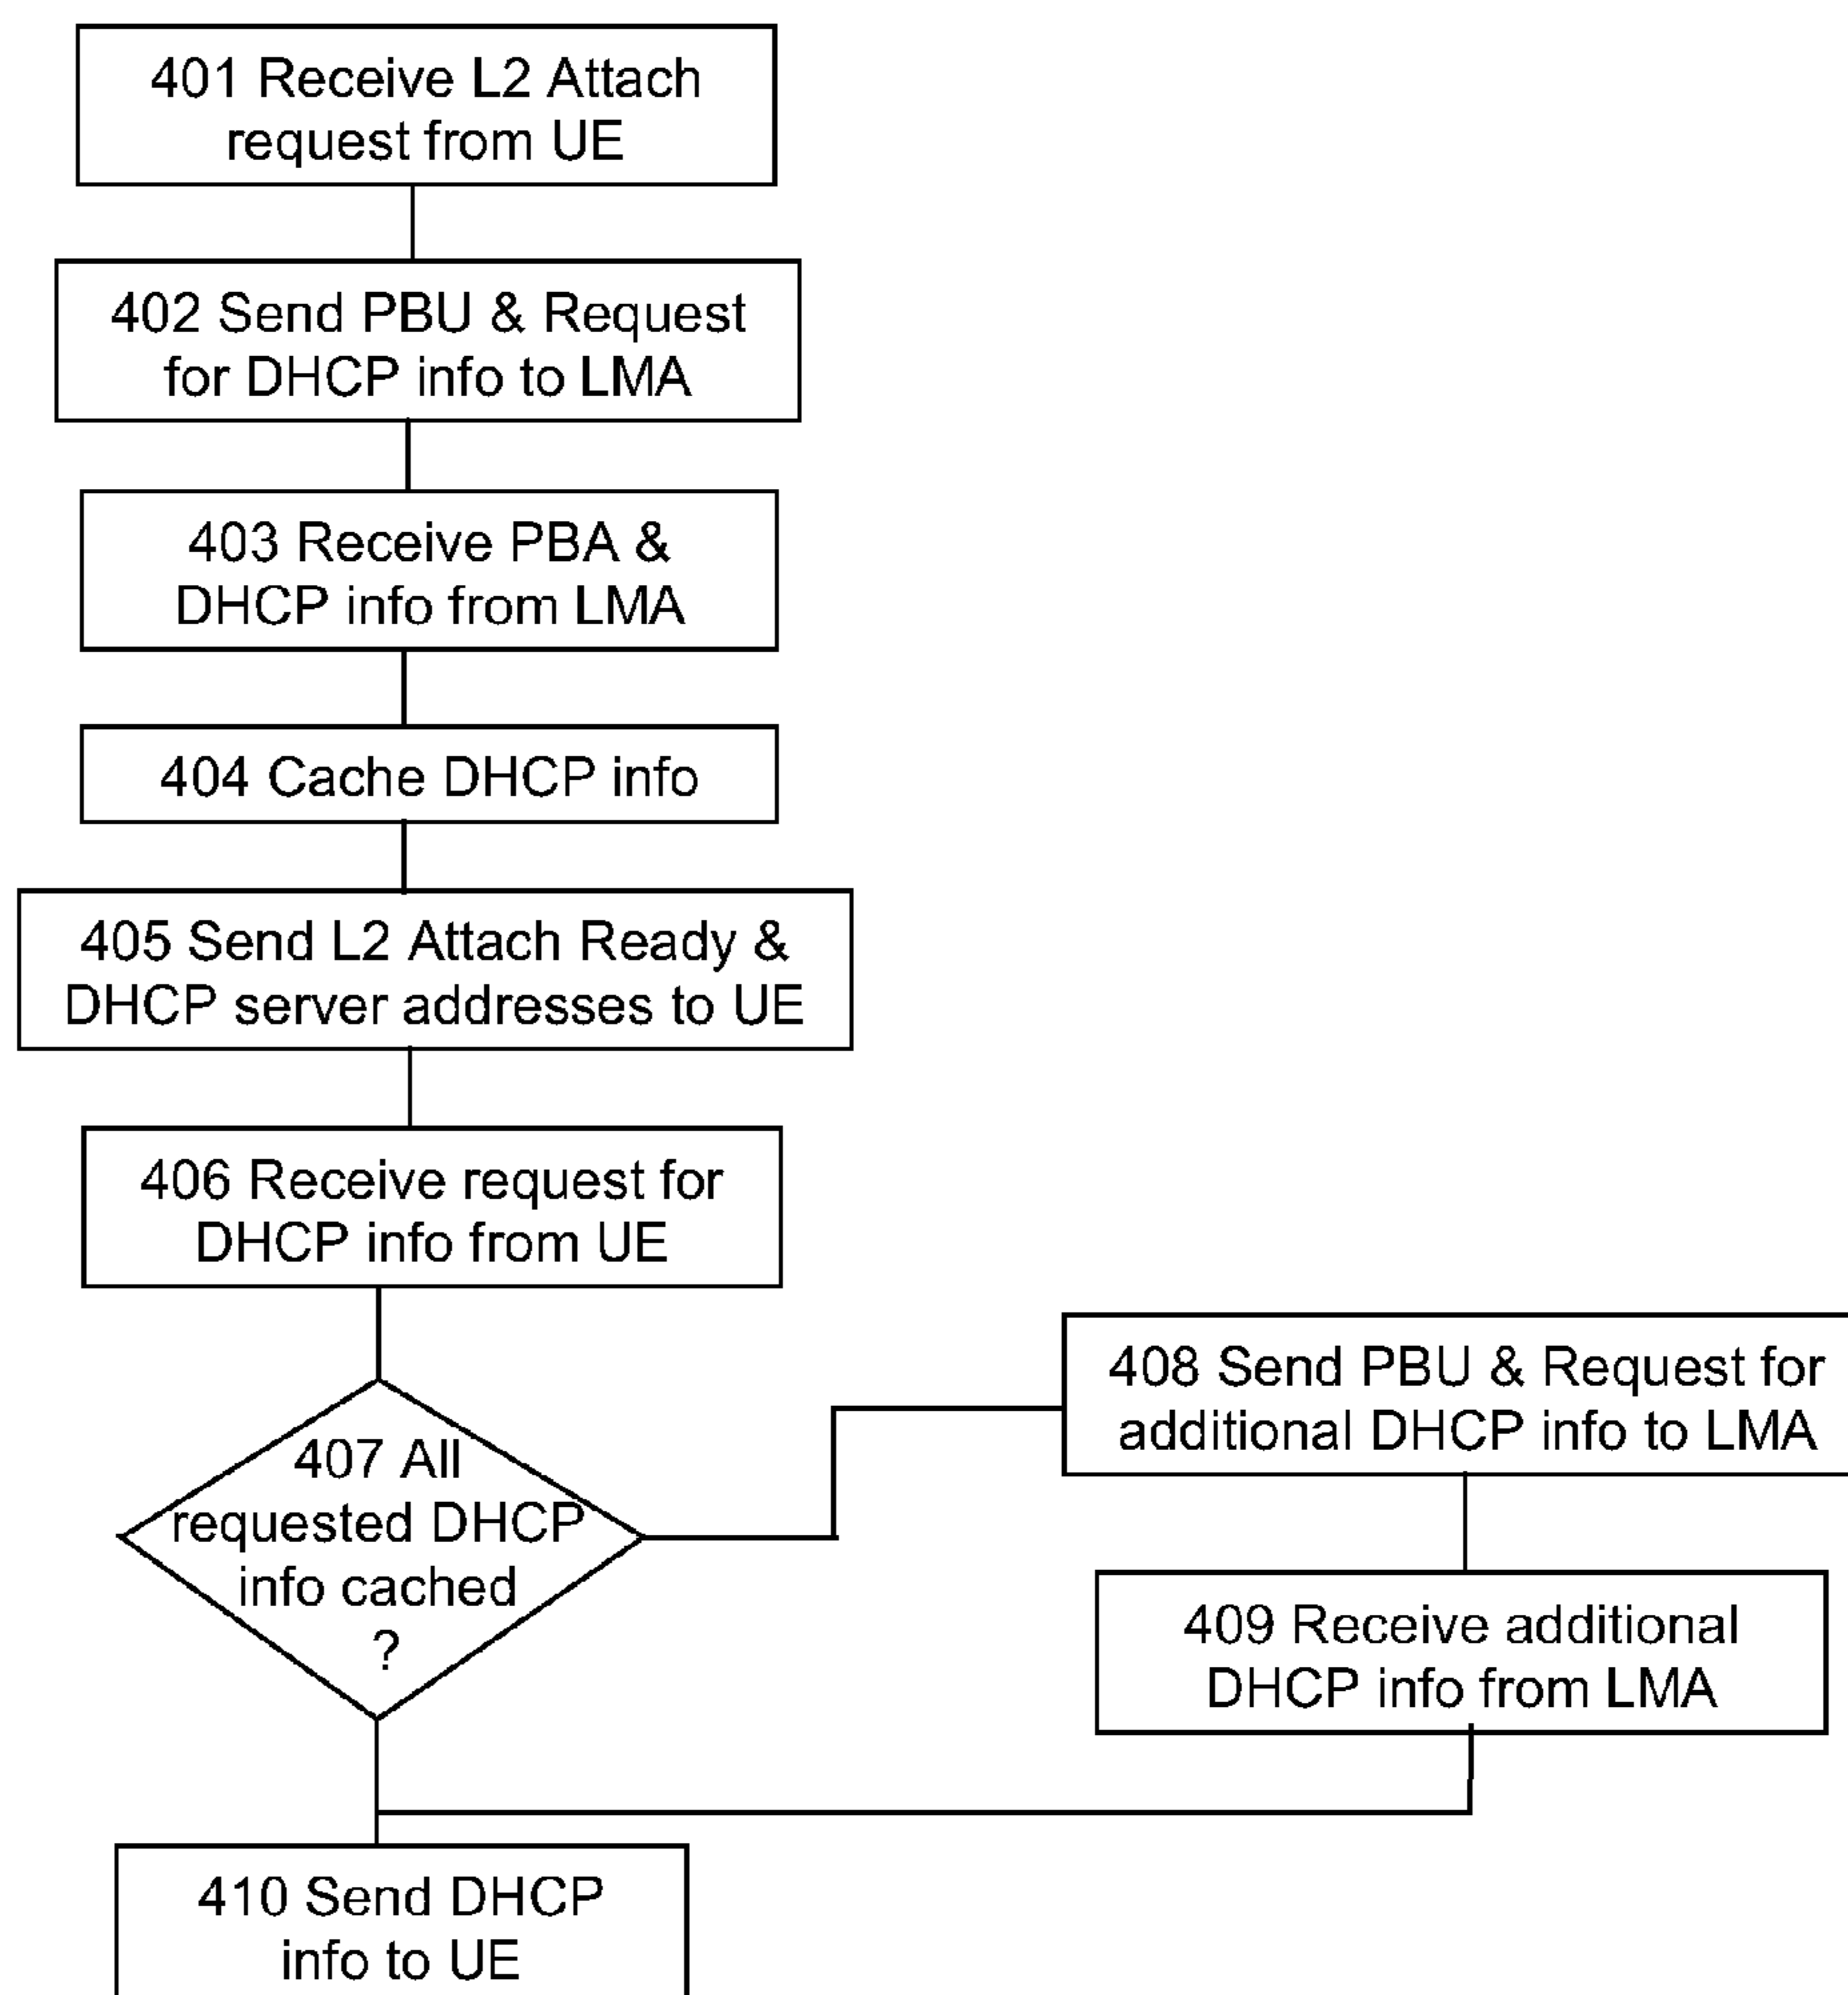 401 Receive L2 Attach
request from UE
402 Send PBU & Request
for DHCP info to LMA
403 Receive PBA &
DHCP info from LMA
404 Cache DHCP info
405 Send L2 Attach Ready &
DHCP server addresses to UE
406 Receive request for
DHCP info from UE
407 All
requested DHCP
info cached
?
408 Send PBU & Request for
additional DHCP info to LMA
409 Receive additional
DHCP info from LMA
410 Send DHCP
info to UE